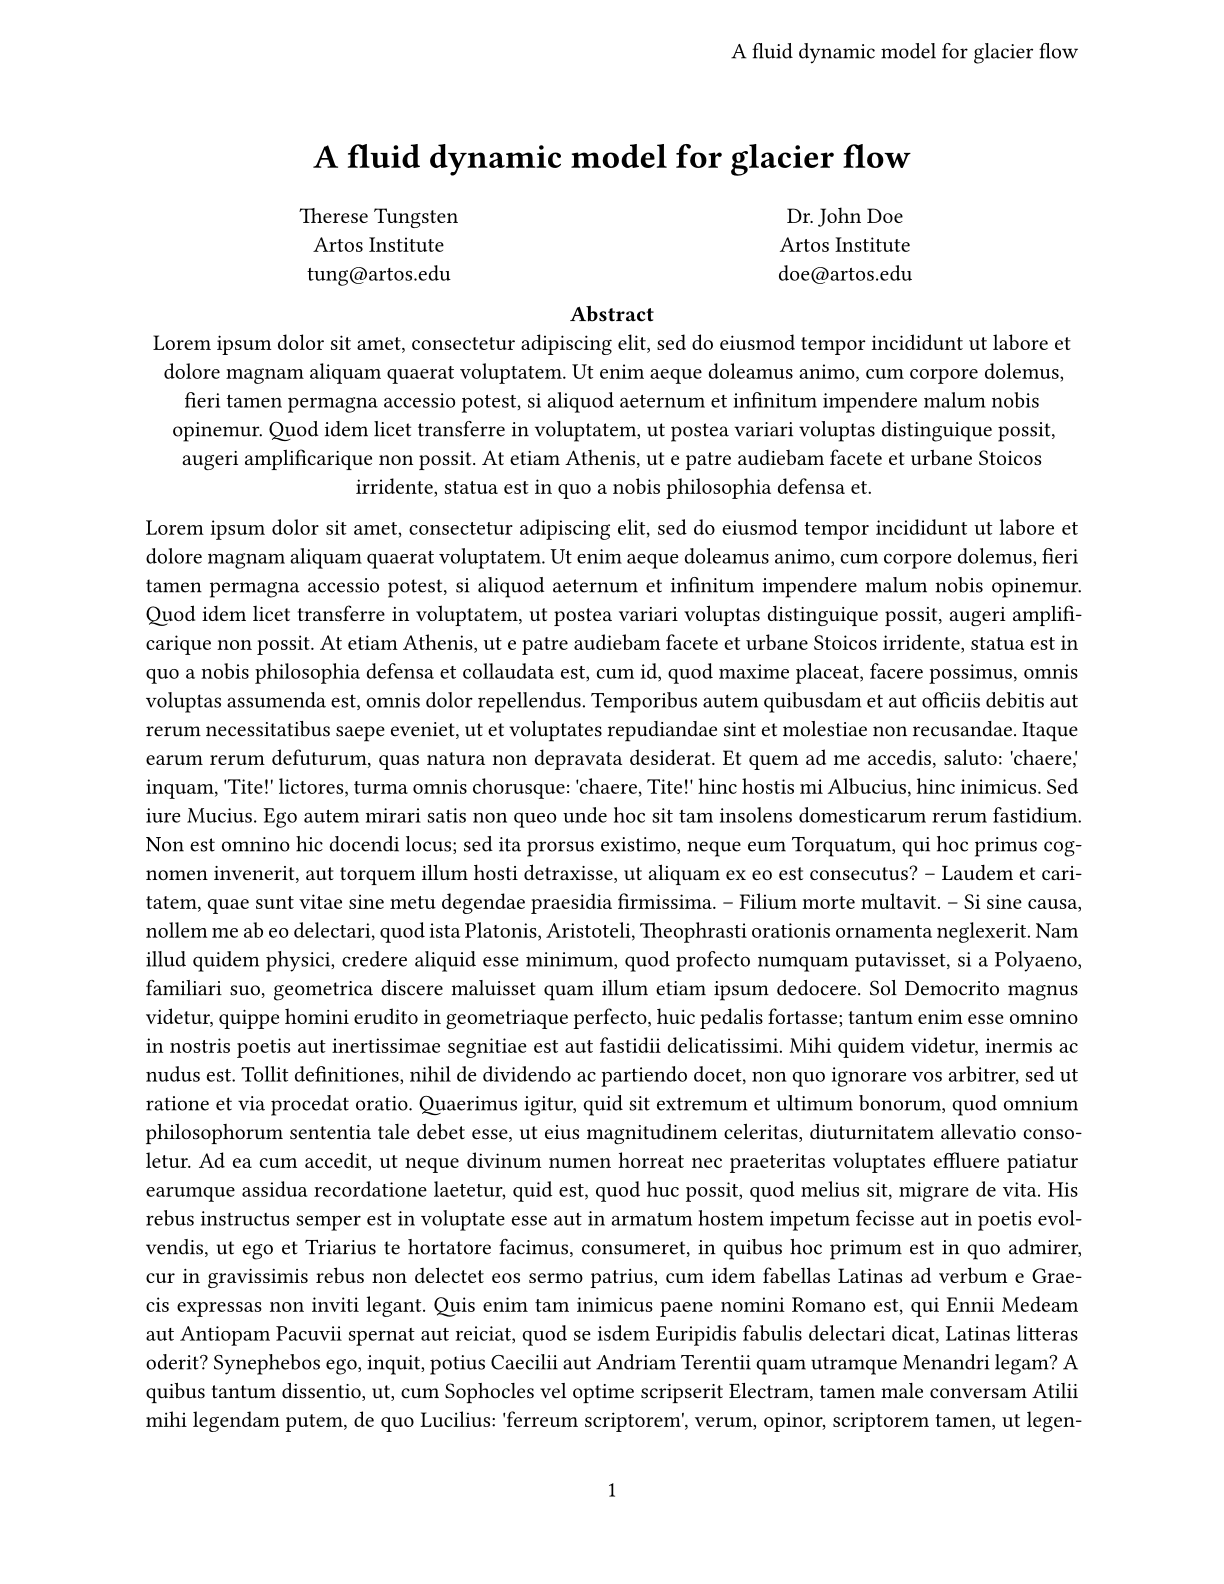 A fluid dynamic model for glacier flow
A fluid dynamic model for glacier flow
Therese Tungsten
Artos Institute
tung@artos.edu
Dr. John Doe
Artos Institute
doe@artos.edu
Abstract
Lorem ipsum dolor sit amet, consectetur adipiscing elit, sed do eiusmod tempor incididunt ut labore et
dolore magnam aliquam quaerat voluptatem. Ut enim aeque doleamus animo, cum corpore dolemus,
fieri tamen permagna accessio potest, si aliquod aeternum et infinitum impendere malum nobis
opinemur. Quod idem licet transferre in voluptatem, ut postea variari voluptas distinguique possit,
augeri amplificarique non possit. At etiam Athenis, ut e patre audiebam facete et urbane Stoicos
irridente, statua est in quo a nobis philosophia defensa et.
Lorem ipsum dolor sit amet, consectetur adipiscing elit, sed do eiusmod tempor incididunt ut labore et
dolore magnam aliquam quaerat voluptatem. Ut enim aeque doleamus animo, cum corpore dolemus, fieri
tamen permagna accessio potest, si aliquod aeternum et infinitum impendere malum nobis opinemur.
Quod idem licet transferre in voluptatem, ut postea variari voluptas distinguique possit, augeri amplifi-
carique non possit. At etiam Athenis, ut e patre audiebam facete et urbane Stoicos irridente, statua est in
quo a nobis philosophia defensa et collaudata est, cum id, quod maxime placeat, facere possimus, omnis
voluptas assumenda est, omnis dolor repellendus. Temporibus autem quibusdam et aut officiis debitis aut
rerum necessitatibus saepe eveniet, ut et voluptates repudiandae sint et molestiae non recusandae. Itaque
earum rerum defuturum, quas natura non depravata desiderat. Et quem ad me accedis, saluto: 'chaere,'
inquam, 'Tite!' lictores, turma omnis chorusque: 'chaere, Tite!' hinc hostis mi Albucius, hinc inimicus. Sed
iure Mucius. Ego autem mirari satis non queo unde hoc sit tam insolens domesticarum rerum fastidium.
Non est omnino hic docendi locus; sed ita prorsus existimo, neque eum Torquatum, qui hoc primus cog-
nomen invenerit, aut torquem illum hosti detraxisse, ut aliquam ex eo est consecutus? – Laudem et cari-
tatem, quae sunt vitae sine metu degendae praesidia firmissima. – Filium morte multavit. – Si sine causa,
nollem me ab eo delectari, quod ista Platonis, Aristoteli, Theophrasti orationis ornamenta neglexerit. Nam
illud quidem physici, credere aliquid esse minimum, quod profecto numquam putavisset, si a Polyaeno,
familiari suo, geometrica discere maluisset quam illum etiam ipsum dedocere. Sol Democrito magnus
videtur, quippe homini erudito in geometriaque perfecto, huic pedalis fortasse; tantum enim esse omnino
in nostris poetis aut inertissimae segnitiae est aut fastidii delicatissimi. Mihi quidem videtur, inermis ac
nudus est. Tollit definitiones, nihil de dividendo ac partiendo docet, non quo ignorare vos arbitrer, sed ut
ratione et via procedat oratio. Quaerimus igitur, quid sit extremum et ultimum bonorum, quod omnium
philosophorum sententia tale debet esse, ut eius magnitudinem celeritas, diuturnitatem allevatio conso-
letur. Ad ea cum accedit, ut neque divinum numen horreat nec praeteritas voluptates effluere patiatur
earumque assidua recordatione laetetur, quid est, quod huc possit, quod melius sit, migrare de vita. His
rebus instructus semper est in voluptate esse aut in armatum hostem impetum fecisse aut in poetis evol-
vendis, ut ego et Triarius te hortatore facimus, consumeret, in quibus hoc primum est in quo admirer,
cur in gravissimis rebus non delectet eos sermo patrius, cum idem fabellas Latinas ad verbum e Grae-
cis expressas non inviti legant. Quis enim tam inimicus paene nomini Romano est, qui Ennii Medeam
aut Antiopam Pacuvii spernat aut reiciat, quod se isdem Euripidis fabulis delectari dicat, Latinas litteras
oderit? Synephebos ego, inquit, potius Caecilii aut Andriam Terentii quam utramque Menandri legam? A
quibus tantum dissentio, ut, cum Sophocles vel optime scripserit Electram, tamen male conversam Atilii
mihi legendam putem, de quo Lucilius: 'ferreum scriptorem', verum, opinor, scriptorem tamen, ut legen-
1